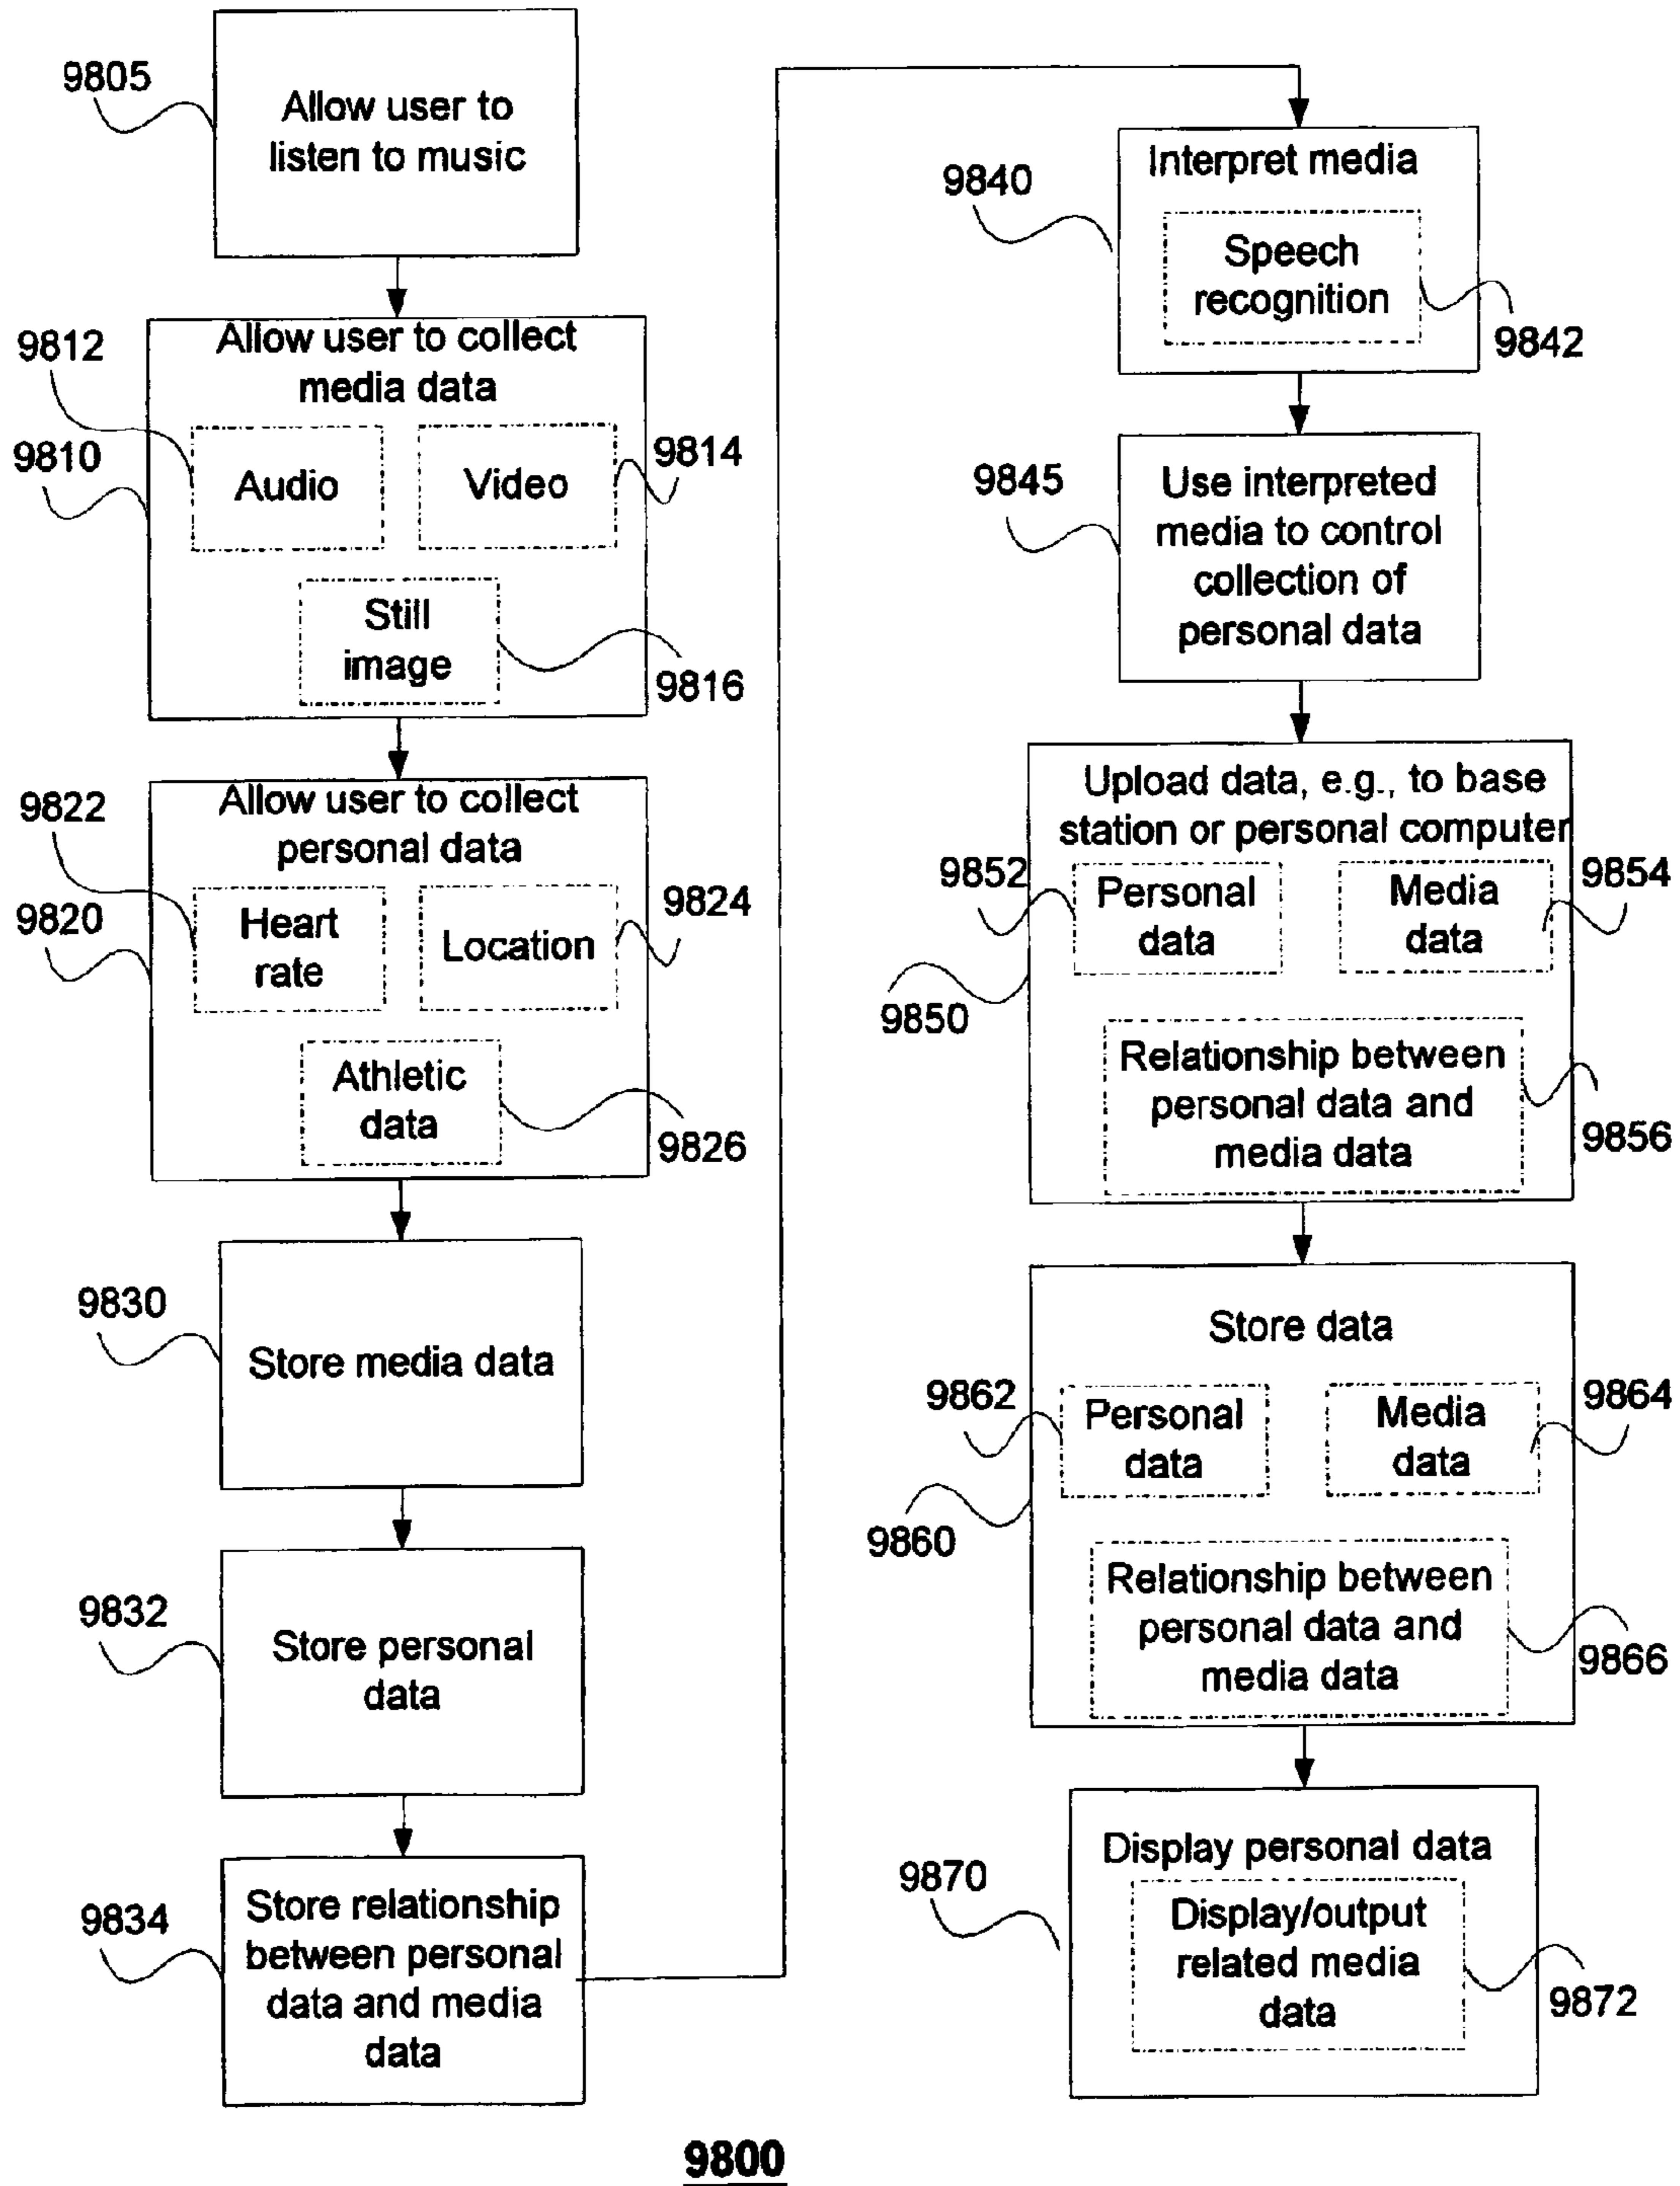 9805
Allow user to
listen to music
9812
9810
Allow user to collect
media data
Audio
Video
9814
Still
image
9816
9822
9820
Allow user to collect
personal data
Heart
rate
Location
9824
Athletic
data
9826
9830
Store media data
9832
Store personal
data
9834
Store relationship
between personal
data and media
data
9840
Interpret media
Speech
recognition
9842
9845
Use interpreted
media to control
collection of
personal data
Upload data, e.g., to base
station or personal computer
9852
Personal
data
Media
data
9854
9850
Relationship between
personal data and
media data
9856
Store data
9862
Personal
data
Media
data
9864
9860
Relationship between
personal data and
media data
9866
9870
Display personal data
Display/output
related media
data
9872
9800